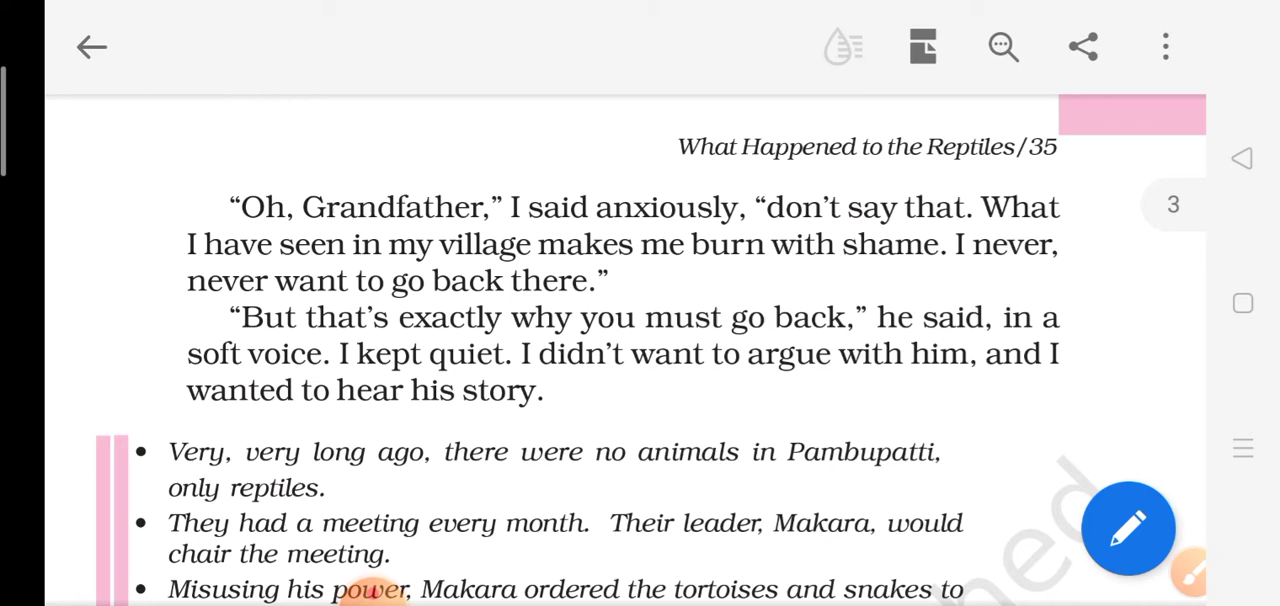 What Happened to the Reptiles/35
3
“Oh, Grandfather,” I said anxiously, “don’t say that. What
I have seen in my village makes me burn with shame. I never,
never want to go back there.”
“But that’s exactly why you must go back,” he said, in a
soft voice. I kept quiet. I didn’t want to argue with him, and I
wanted to hear his story.
• Very, very long ago, there were no animals in Pambupatti,
only reptiles.
• They had a meeting every month. Their leader, Makara, would
chair the meeting.
• Misusing his power, Makara ordered the tortoises and snakes to